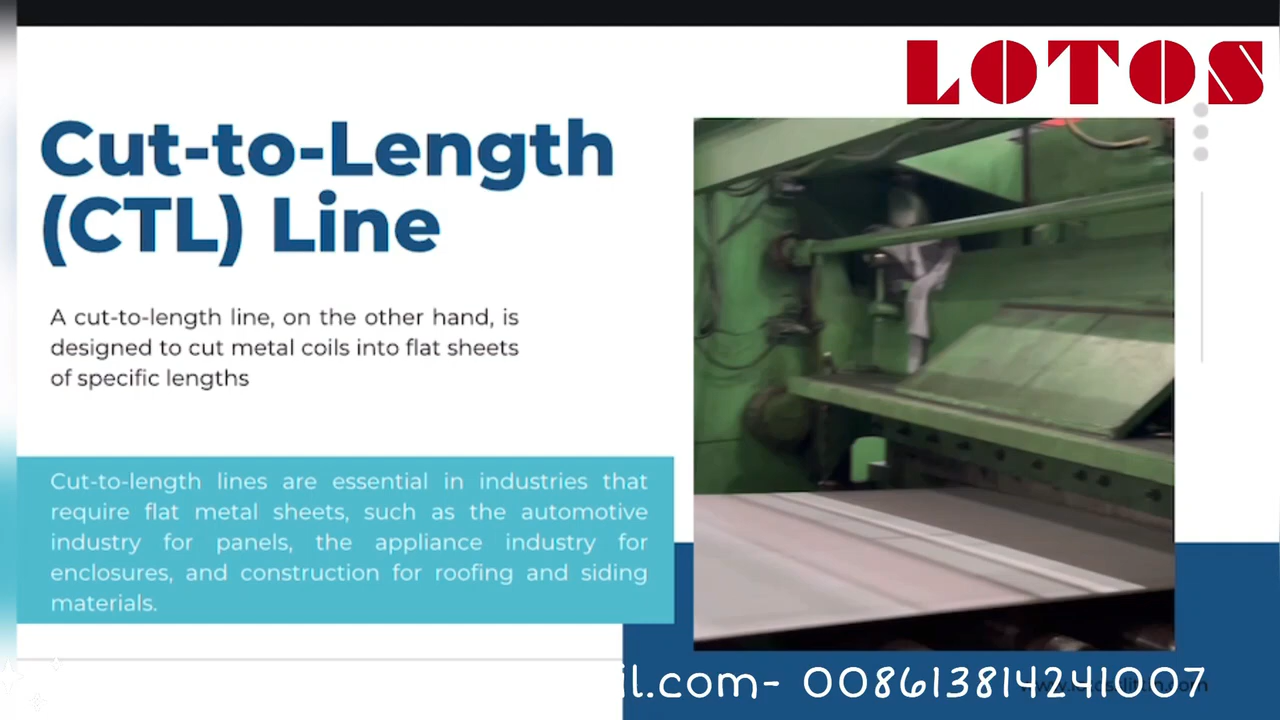 LOTOS
Cut-to-Length
(CTL) Line
A cut-to-length line, on the other hand, is
designed to cut metal coils into flat sheets
of specific lengths
Cut-to-length lines are essential in industries that
require flat metal sheets, such as the automotive
industry for panels, the appliance industry for
enclosures, and construction for roofing and siding
materials.
il.com- 008613814241007